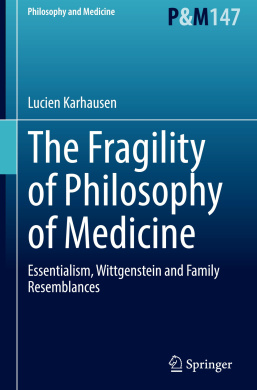 Philosophy and Medicine
P&M147
Lucien Karhausen
The Fragility
of Philosophy
of Medicine
Essentialism, Wittgenstein and Family
Resemblances
Springer